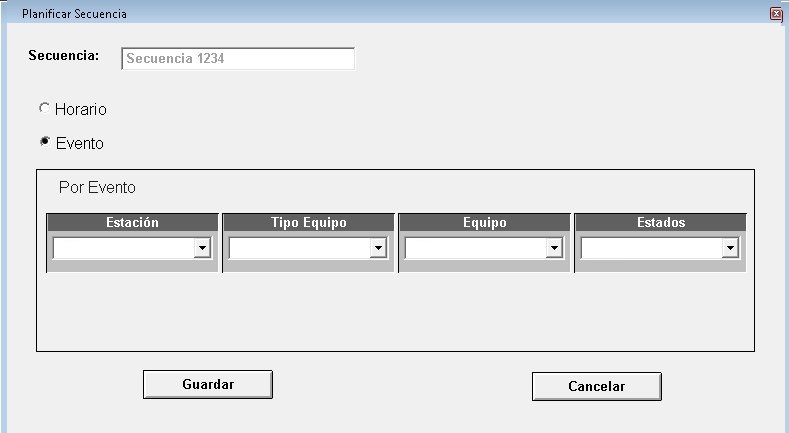 Planificar Secuencia
Secuencia: Secuencia 1234
Horario
Evento
Por Evento
Estación Tipo Equipo Equipo Estados
Guardar Cancelar